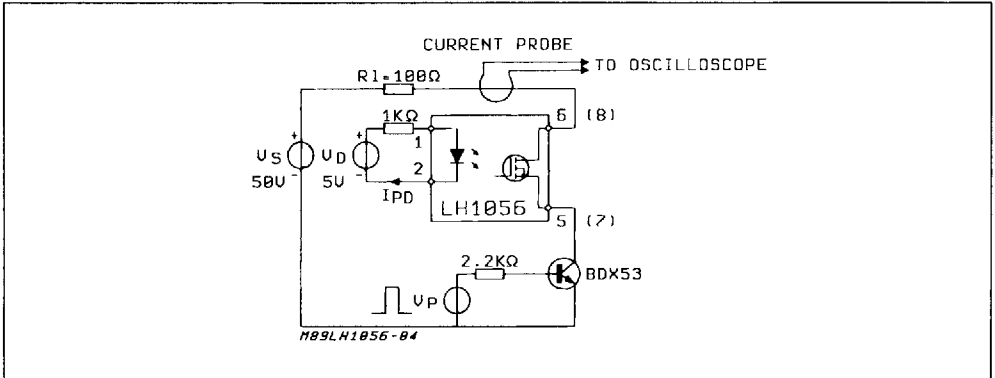 CURRENT PROBE
TO OSCILLOSCOPE
Rl=100Ω
6 (8)
1KΩ
1
+ +
VS VD
2
- -
50V 5V
IPD
LH1056
5 (7)
2.2KΩ
BDX53
VP
M89LH1056-04